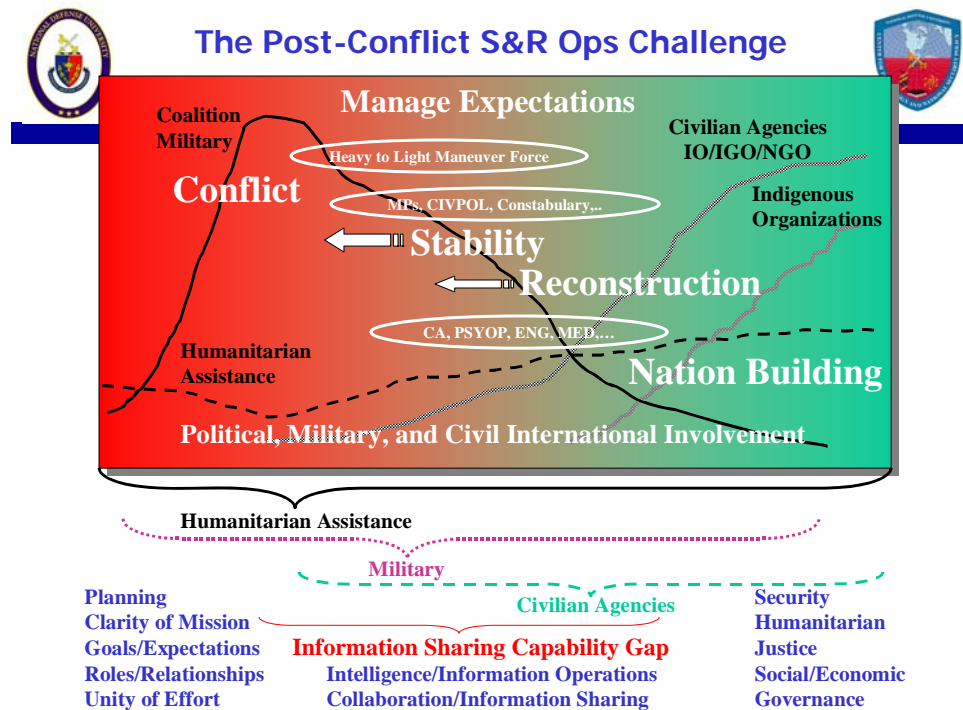 The Post-Conflict S&R Ops Challenge
NATIONAL DEFENSE UNIVERSITY
Manage Expectations
Coalition
Military
Civilian Agencies
IO/IGO/NGO
Heavy to Light Maneuver Force
Conflict
Indigenous
Organizations
MPs, CIVPOL, Constabulary,..
Stability
Reconstruction
CA, PSYOP, ENG, MED,…
Humanitarian
Assistance
Nation Building
Political, Military, and Civil International Involvement
Humanitarian Assistance
Military
Civilian Agencies
Planning
Clarity of Mission
Goals/Expectations
Roles/Relationships
Unity of Effort
Information Sharing Capability Gap
Intelligence/Information Operations
Collaboration/Information Sharing
Security
Humanitarian
Justice
Social/Economic
Governance